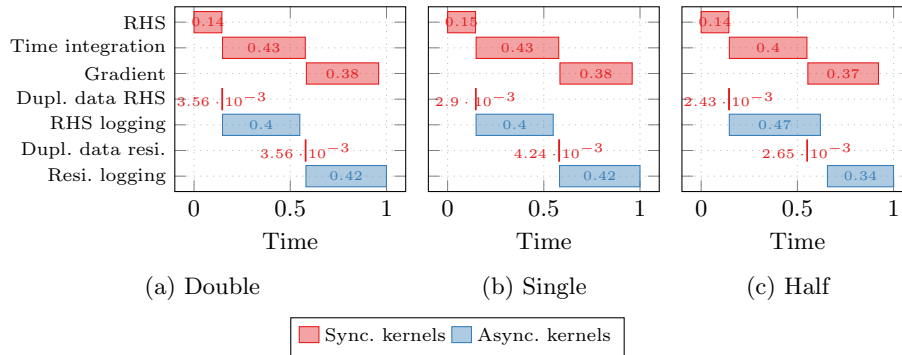 RHS
Time integration
Gradient
Dupl. data RHS
RHS logging
Dupl. data resi.
Resi. logging
0.14
0.43
0.38
3.56 · 10⁻³
0.4
3.56 · 10⁻³
0.42
0 0.5 1
Time
(a) Double
0.15
0.43
0.38
2.9 · 10⁻³
0.4
4.24 · 10⁻³
0.42
0 0.5 1
Time
(b) Single
0.14
0.4
0.37
2.43 · 10⁻³
0.47
2.65 · 10⁻³
0.34
0 0.5 1
Time
(c) Half
Sync. kernels Async. kernels